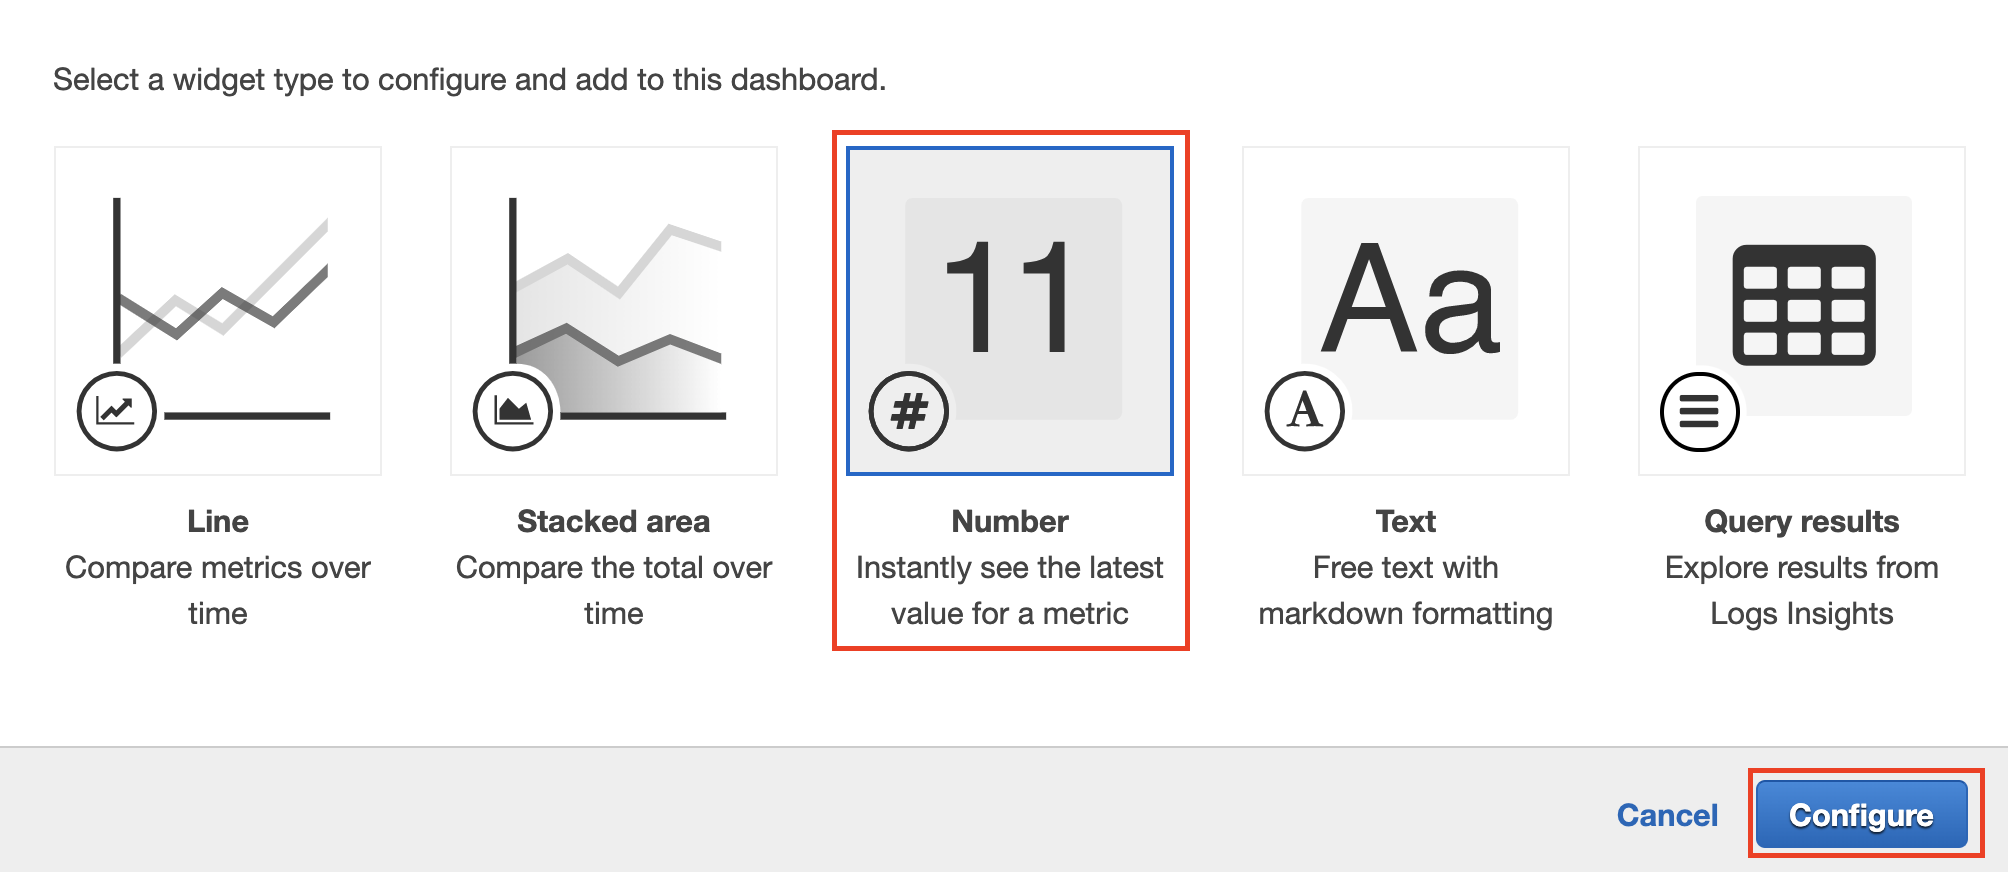 Select a widget type to configure and add to this dashboard.
11
#
Aa
A
Line
Compare metrics over
time
Stacked area
Compare the total over
time
Number
Instantly see the latest
value for a metric
Text
Free text with
markdown formatting
Query results
Explore results from
Logs Insights
Cancel
Configure